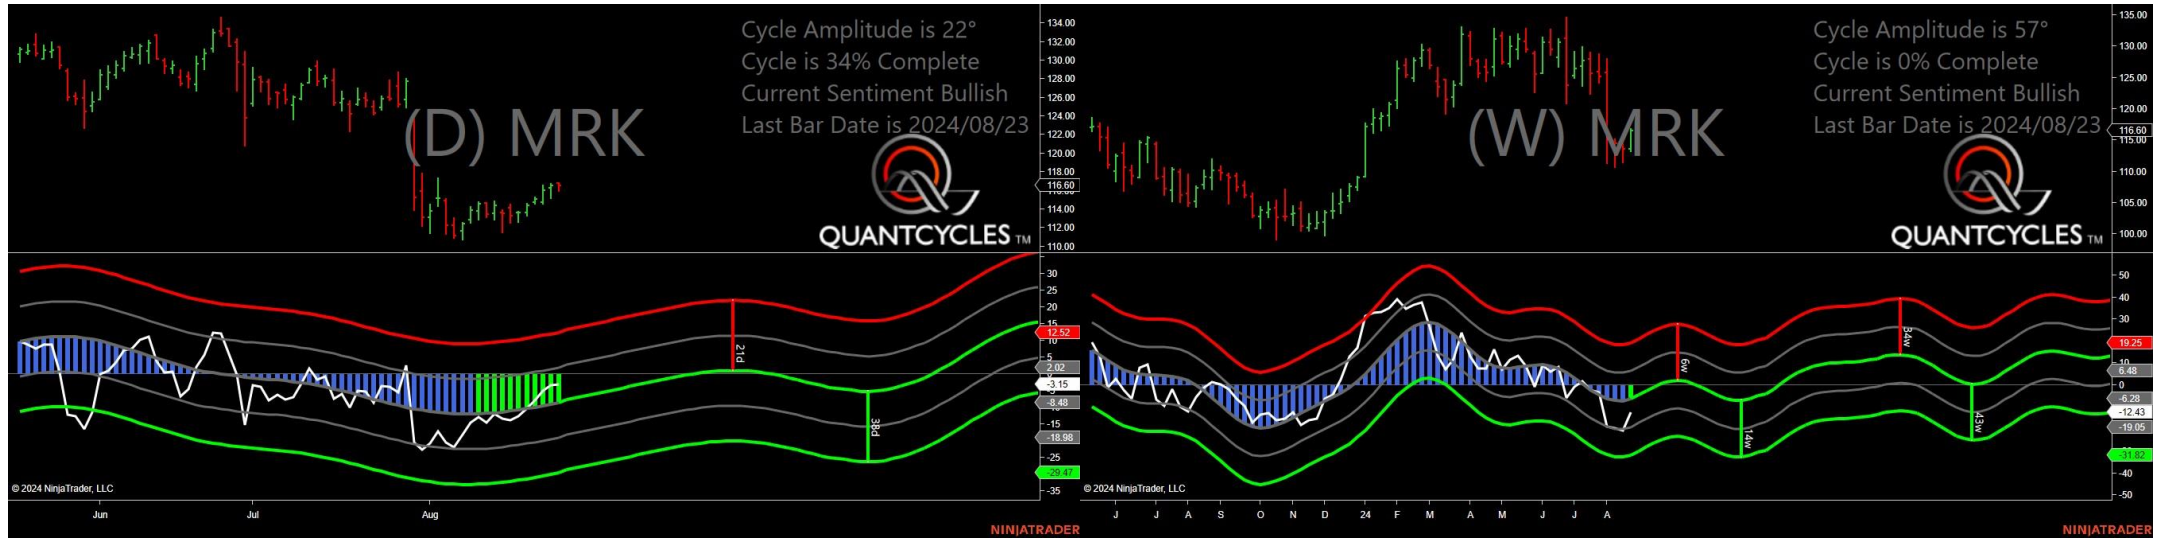 Cycle Amplitude is 22°
Cycle is 34% Complete
Current Sentiment Bullish
Last Bar Date is 2024/08/23
(D) MRK
QUANTCYCLES TM
134.00
132.00
130.00
128.00
126.00
124.00
122.00
120.00
118.00
116.60
114.00
112.00
110.00
30
25
20
15
12.52
10
5
2.02
-3.15
-8.48
-15
-18.98
-25
-29.47
-35
21d
38d
© 2024 NinjaTrader, LLC
Jun
Jul
Aug
NINJATRADER
Cycle Amplitude is 57°
Cycle is 0% Complete
Current Sentiment Bullish
Last Bar Date is 2024/08/23
(W) MRK
QUANTCYCLES TM
135.00
130.00
125.00
120.00
116.60
115.00
110.00
105.00
100.00
50
40
30
19.25
10
6.48
0
-6.28
-12.43
-19.05
-31.82
-40
-50
6w
14w
34w
43w
© 2024 NinjaTrader, LLC
J J A S O N D 24 F M A M J J A
NINJATRADER